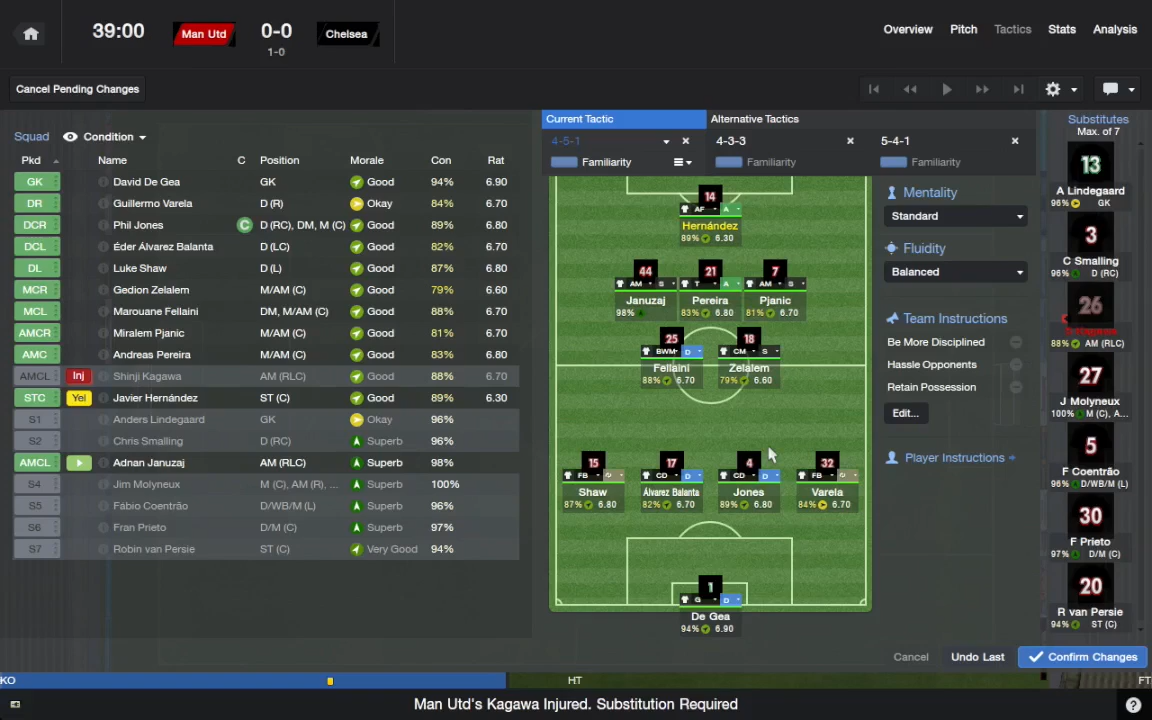 39:00 Man Utd 0-0 Chelsea
1-0
Overview Pitch Tactics Stats Analysis
Cancel Pending Changes
Squad Condition
Pkd Name C Position Morale Con Rat
GK David De Gea GK Good 94% 6.90
DR Guillermo Varela D (R) Okay 84% 6.70
DCR Phil Jones C D (RC), DM, M (C) Good 89% 6.80
DCL Éder Álvarez Balanta D (LC) Good 82% 6.70
DL Luke Shaw D (L) Good 87% 6.80
MCR Gedion Zelalem M/AM (C) Good 79% 6.60
MCL Marouane Fellaini DM, M/AM (C) Good 88% 6.70
AMCR Miralem Pjanic M/AM (C) Good 81% 6.70
AMC Andreas Pereira M/AM (C) Good 83% 6.80
AMCL Inj Shinji Kagawa AM (RLC) Good 88% 6.70
STC Yel Javier Hernández ST (C) Good 89% 6.30
S1 Anders Lindegaard GK Okay 96%
S2 Chris Smalling D (RC) Superb 96%
AMCL Adnan Januzaj AM (RLC) Superb 98%
S4 Jim Molyneux M (C), AM (R), ... Superb 100%
S5 Fábio Coentrão D/WB/M (L) Superb 96%
S6 Fran Prieto D/M (C) Superb 97%
S7 Robin van Persie ST (C) Very Good 94%
Current Tactic Alternative Tactics
4-5-1 4-3-3 5-4-1
Familiarity Familiarity Familiarity
14
AF A
Hernández
89% 6.30
44 21 7
AM S T A AM S
Januzaj Pereira Pjanic
98% 83% 6.80 81% 6.70
25 18
BWM D CM S
Fellaini Zelalem
88% 6.70 79% 6.60
15 17 4 32
FB CD D CD D FB
Shaw Álvarez Balanta Jones Varela
87% 6.80 82% 6.70 89% 6.80 84% 6.70
1
G D
De Gea
94% 6.90
Mentality
Standard
Fluidity
Balanced
Team Instructions
Be More Disciplined
Hassle Opponents
Retain Possession
Edit...
Player Instructions
Substitutes
Max. of 7
13
A Lindegaard
96% GK
3
C Smalling
96% D (RC)
26
88% AM (RLC)
27
J Molyneux
100% M (C), A...
5
F Coentrão
96% D/WB/M (L)
30
F Prieto
97% D/M (C)
20
R van Persie
94% ST (C)
Cancel Undo Last Confirm Changes
KO HT FT
Man Utd's Kagawa Injured. Substitution Required
?